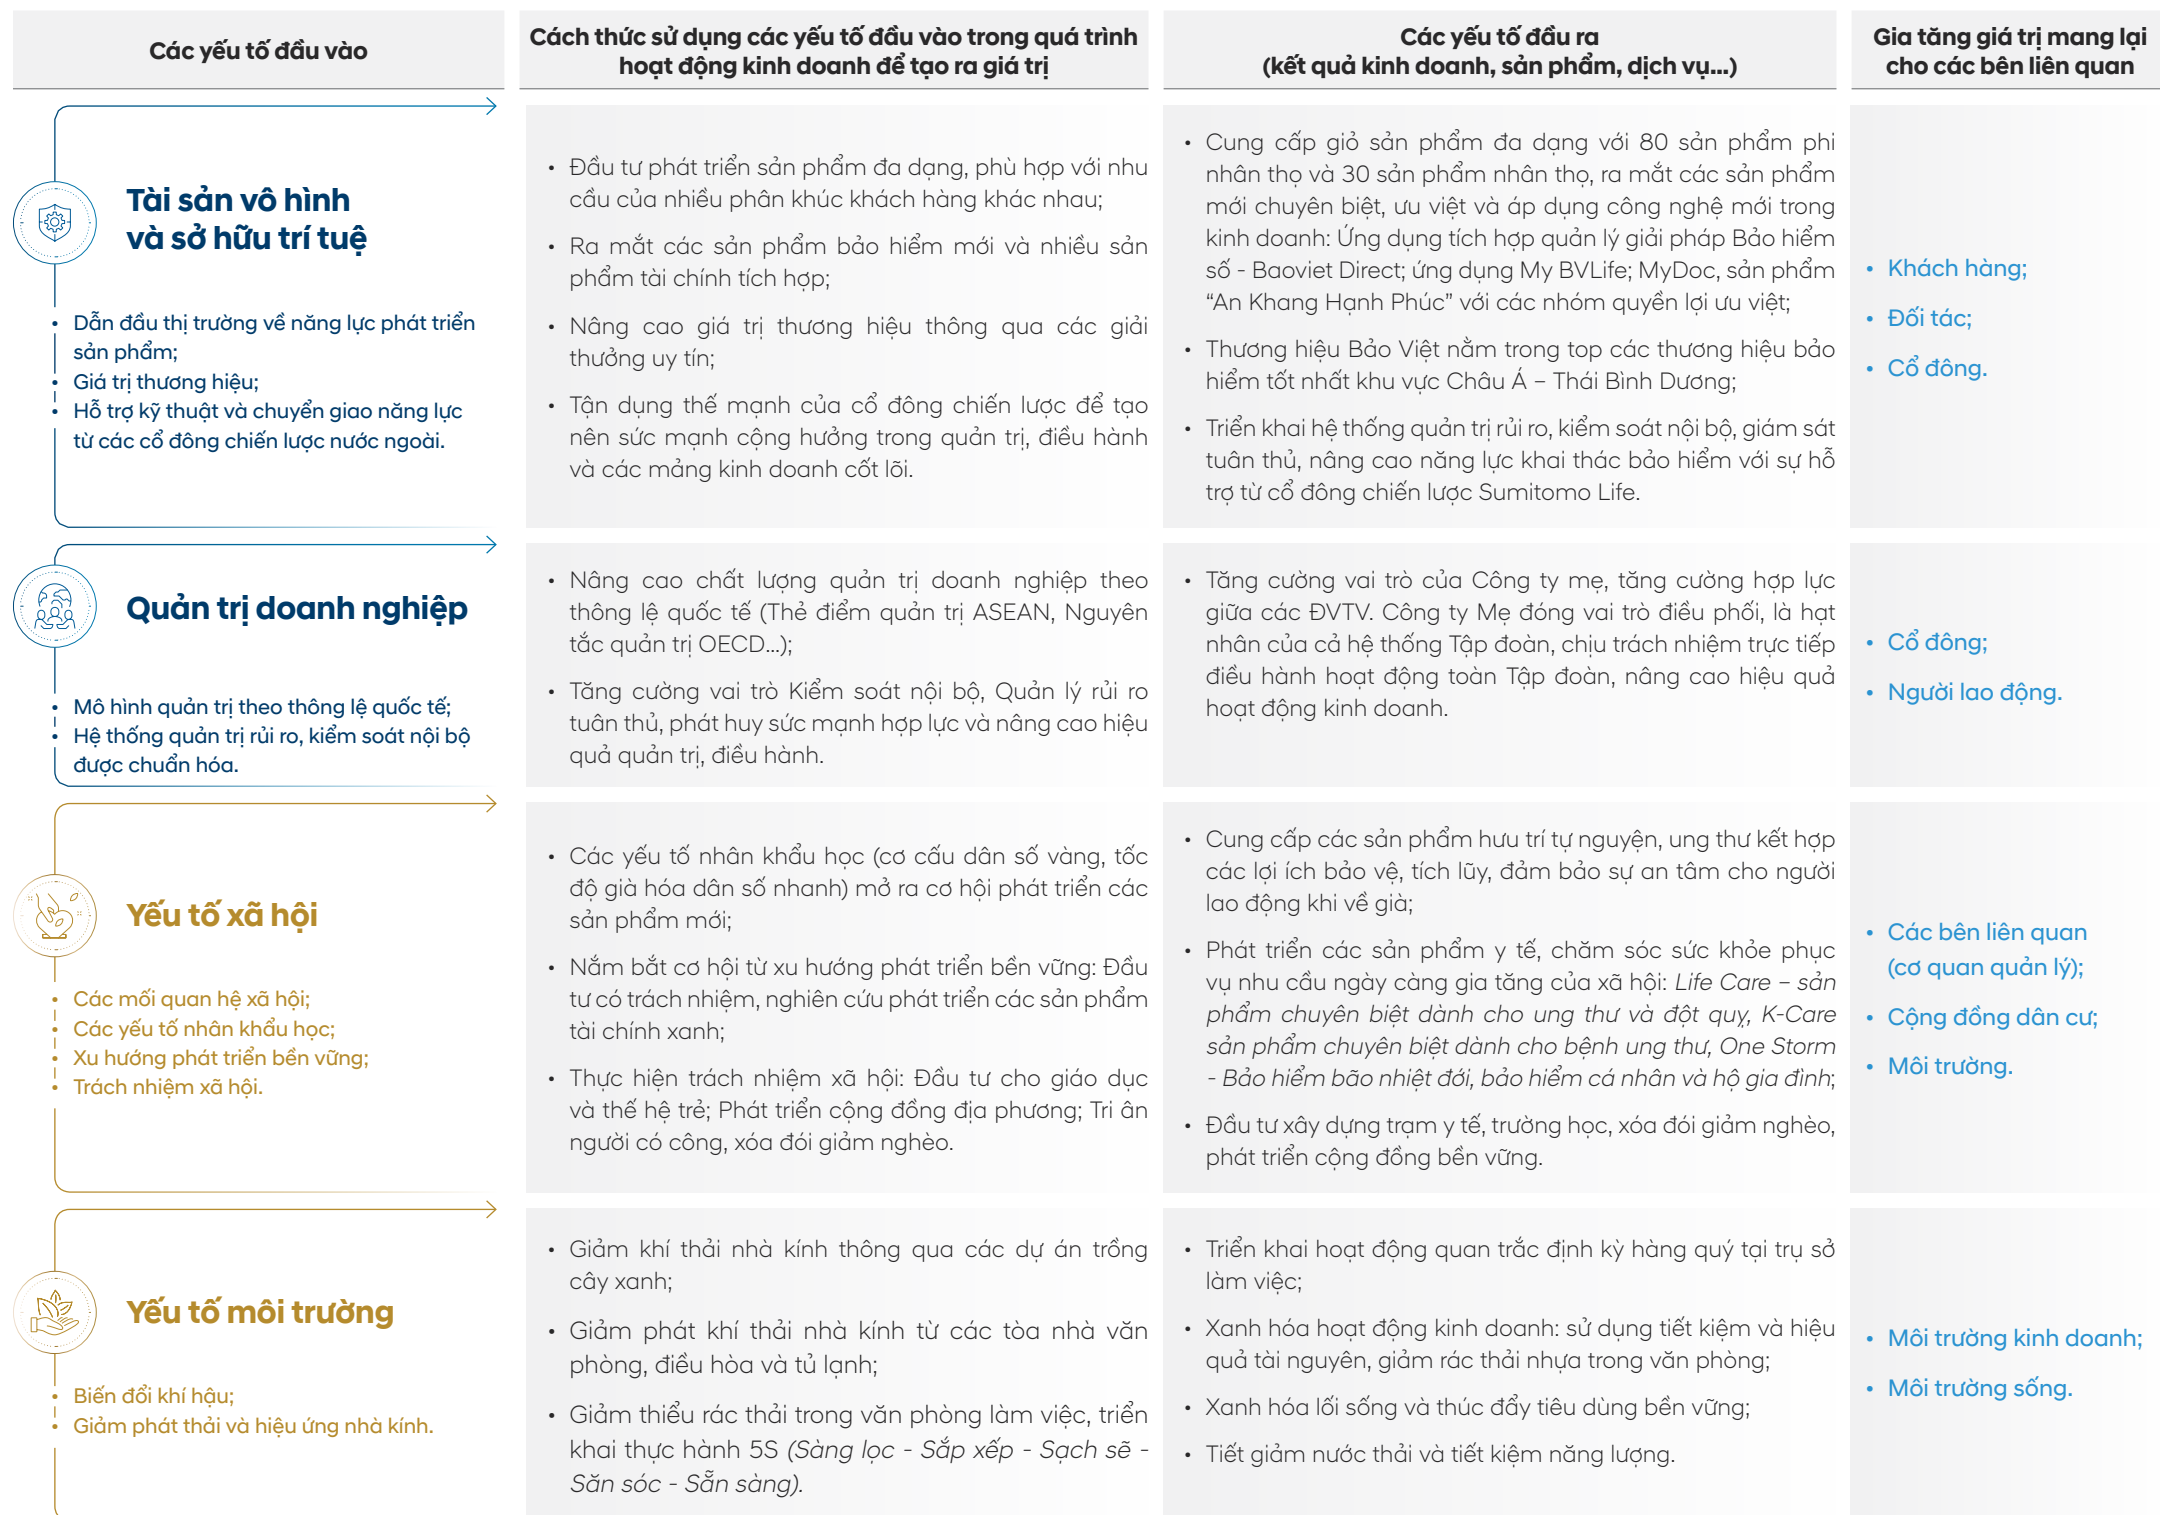 Các yếu tố đầu vào
Cách thức sử dụng các yếu tố đầu vào trong quá trình
hoạt động kinh doanh để tạo ra giá trị
Các yếu tố đầu ra
(kết quả kinh doanh, sản phẩm, dịch vụ...)
Gia tăng giá trị mang lại
cho các bên liên quan
Tài sản vô hình
và sở hữu trí tuệ
• Dẫn đầu thị trường về năng lực phát triển
sản phẩm;
• Giá trị thương hiệu;
• Hỗ trợ kỹ thuật và chuyển giao năng lực
từ các cổ đông chiến lược nước ngoài.
• Đầu tư phát triển sản phẩm đa dạng, phù hợp với nhu
cầu của nhiều phân khúc khách hàng khác nhau;
• Ra mắt các sản phẩm bảo hiểm mới và nhiều sản
phẩm tài chính tích hợp;
• Nâng cao giá trị thương hiệu thông qua các giải
thưởng uy tín;
• Tận dụng thế mạnh của cổ đông chiến lược để tạo
nên sức mạnh cộng hưởng trong quản trị, điều hành
và các mảng kinh doanh cốt lõi.
• Cung cấp giỏ sản phẩm đa dạng với 80 sản phẩm phi
nhân thọ và 30 sản phẩm nhân thọ, ra mắt các sản phẩm
mới chuyên biệt, ưu việt và áp dụng công nghệ mới trong
kinh doanh: Ứng dụng tích hợp quản lý giải pháp Bảo hiểm
số - Baoviet Direct; ứng dụng My BVLife; MyDoc, sản phẩm
“An Khang Hạnh Phúc” với các nhóm quyền lợi ưu việt;
• Thương hiệu Bảo Việt nằm trong top các thương hiệu bảo
hiểm tốt nhất khu vực Châu Á – Thái Bình Dương;
• Triển khai hệ thống quản trị rủi ro, kiểm soát nội bộ, giám sát
tuân thủ, nâng cao năng lực khai thác bảo hiểm với sự hỗ
trợ từ cổ đông chiến lược Sumitomo Life.
• Khách hàng;
• Đối tác;
• Cổ đông.
Quản trị doanh nghiệp
• Mô hình quản trị theo thông lệ quốc tế;
• Hệ thống quản trị rủi ro, kiểm soát nội bộ
được chuẩn hóa.
• Nâng cao chất lượng quản trị doanh nghiệp theo
thông lệ quốc tế (Thẻ điểm quản trị ASEAN, Nguyên
tắc quản trị OECD...);
• Tăng cường vai trò Kiểm soát nội bộ, Quản lý rủi ro
tuân thủ, phát huy sức mạnh hợp lực và nâng cao hiệu
quả quản trị, điều hành.
• Tăng cường vai trò của Công ty mẹ, tăng cường hợp lực
giữa các ĐVTV. Công ty Mẹ đóng vai trò điều phối, là hạt
nhân của cả hệ thống Tập đoàn, chịu trách nhiệm trực tiếp
điều hành hoạt động toàn Tập đoàn, nâng cao hiệu quả
hoạt động kinh doanh.
• Cổ đông;
• Người lao động.
Yếu tố xã hội
• Các mối quan hệ xã hội;
• Các yếu tố nhân khẩu học;
• Xu hướng phát triển bền vững;
• Trách nhiệm xã hội.
• Các yếu tố nhân khẩu học (cơ cấu dân số vàng, tốc
độ già hóa dân số nhanh) mở ra cơ hội phát triển các
sản phẩm mới;
• Nắm bắt cơ hội từ xu hướng phát triển bền vững: Đầu
tư có trách nhiệm, nghiên cứu phát triển các sản phẩm
tài chính xanh;
• Thực hiện trách nhiệm xã hội: Đầu tư cho giáo dục
và thế hệ trẻ; Phát triển cộng đồng địa phương; Tri ân
người có công, xóa đói giảm nghèo.
• Cung cấp các sản phẩm hưu trí tự nguyện, ung thư kết hợp
các lợi ích bảo vệ, tích lũy, đảm bảo sự an tâm cho người
lao động khi về già;
• Phát triển các sản phẩm y tế, chăm sóc sức khỏe phục
vụ nhu cầu ngày càng gia tăng của xã hội: Life Care – sản
phẩm chuyên biệt dành cho ung thư và đột quỵ, K-Care
sản phẩm chuyên biệt dành cho bệnh ung thư, One Storm
- Bảo hiểm bão nhiệt đới, bảo hiểm cá nhân và hộ gia đình;
• Đầu tư xây dựng trạm y tế, trường học, xóa đói giảm nghèo,
phát triển cộng đồng bền vững.
• Các bên liên quan
(cơ quan quản lý);
• Cộng đồng dân cư;
• Môi trường.
Yếu tố môi trường
• Biến đổi khí hậu;
• Giảm phát thải và hiệu ứng nhà kính.
• Giảm khí thải nhà kính thông qua các dự án trồng
cây xanh;
• Giảm phát khí thải nhà kính từ các tòa nhà văn
phòng, điều hòa và tủ lạnh;
• Giảm thiểu rác thải trong văn phòng làm việc, triển
khai thực hành 5S (Sàng lọc - Sắp xếp - Sạch sẽ -
Săn sóc - Sẵn sàng).
• Triển khai hoạt động quan trắc định kỳ hàng quý tại trụ sở
làm việc;
• Xanh hóa hoạt động kinh doanh: sử dụng tiết kiệm và hiệu
quả tài nguyên, giảm rác thải nhựa trong văn phòng;
• Xanh hóa lối sống và thúc đẩy tiêu dùng bền vững;
• Tiết giảm nước thải và tiết kiệm năng lượng.
• Môi trường kinh doanh;
• Môi trường sống.